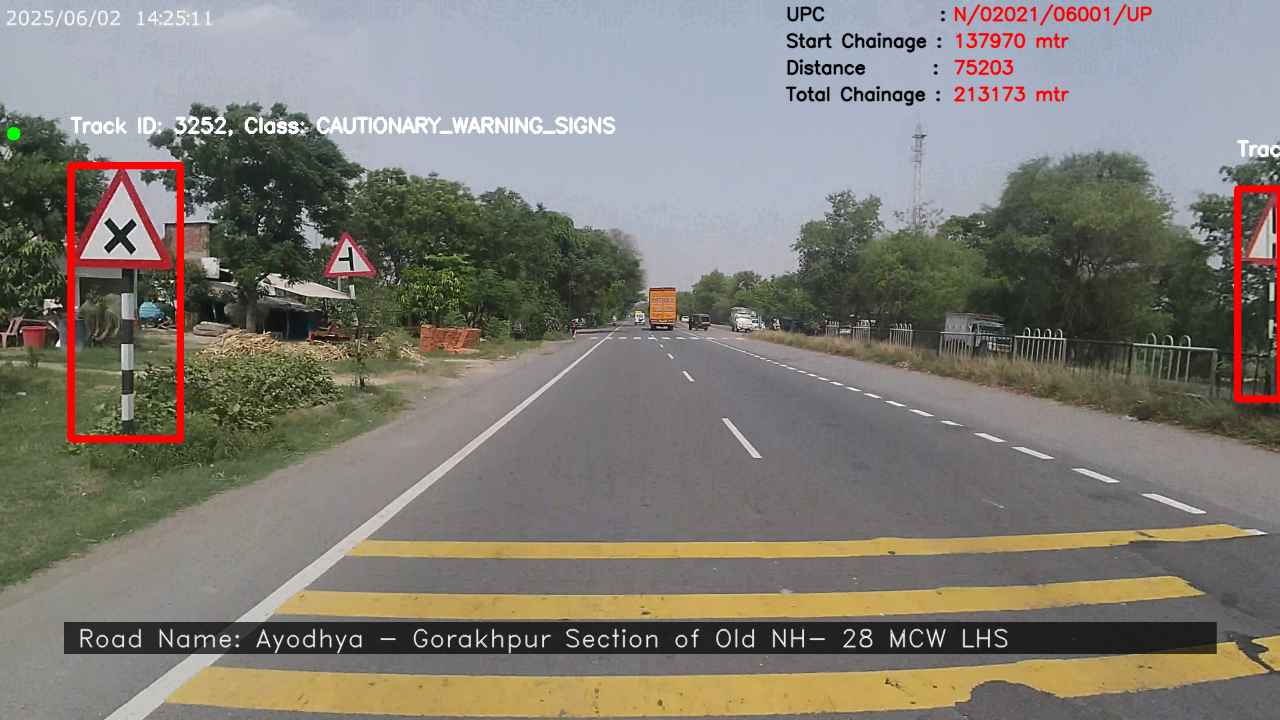 2025/06/02 14:25:11
UPC : N/02021/06001/UP
Start Chainage : 137970 mtr
Distance : 75203
Total Chainage : 213173 mtr
Track ID: 3252, Class: CAUTIONARY_WARNING_SIGNS
Trac
Road Name: Ayodhya - Gorakhpur Section of Old NH- 28 MCW LHS